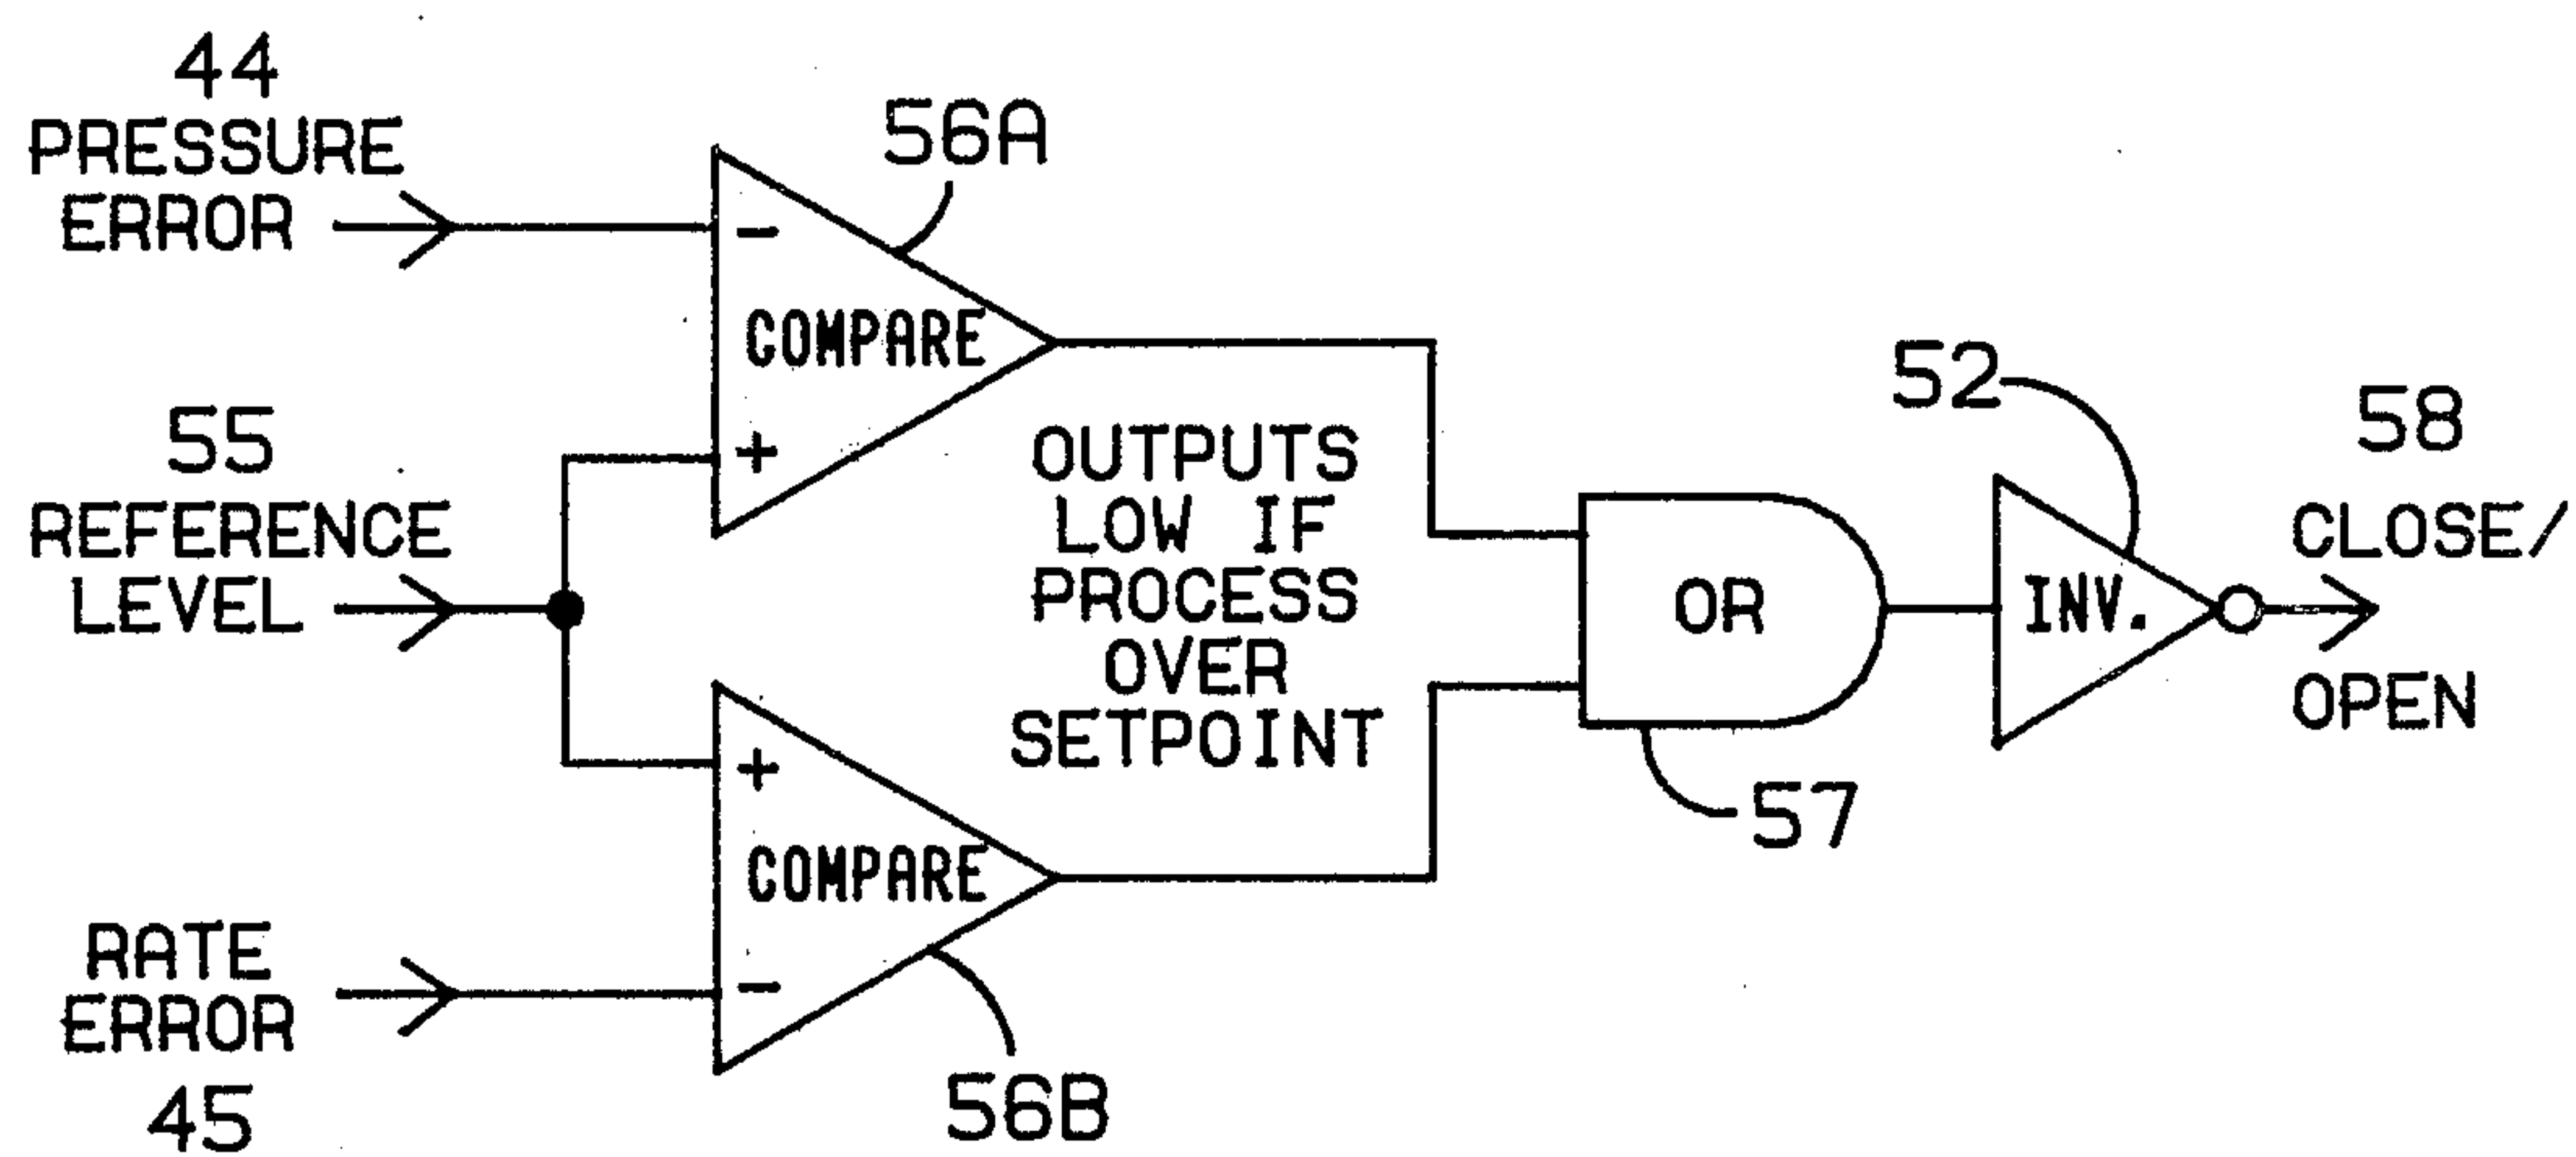 44
PRESSURE
ERROR
56A
-
COMPARE
+
55
REFERENCE
LEVEL
OUTPUTS
LOW IF
PROCESS
OVER
SETPOINT
52
58
CLOSE/
OR
INV.
OPEN
57
+
COMPARE
-
RATE
ERROR
45
56B